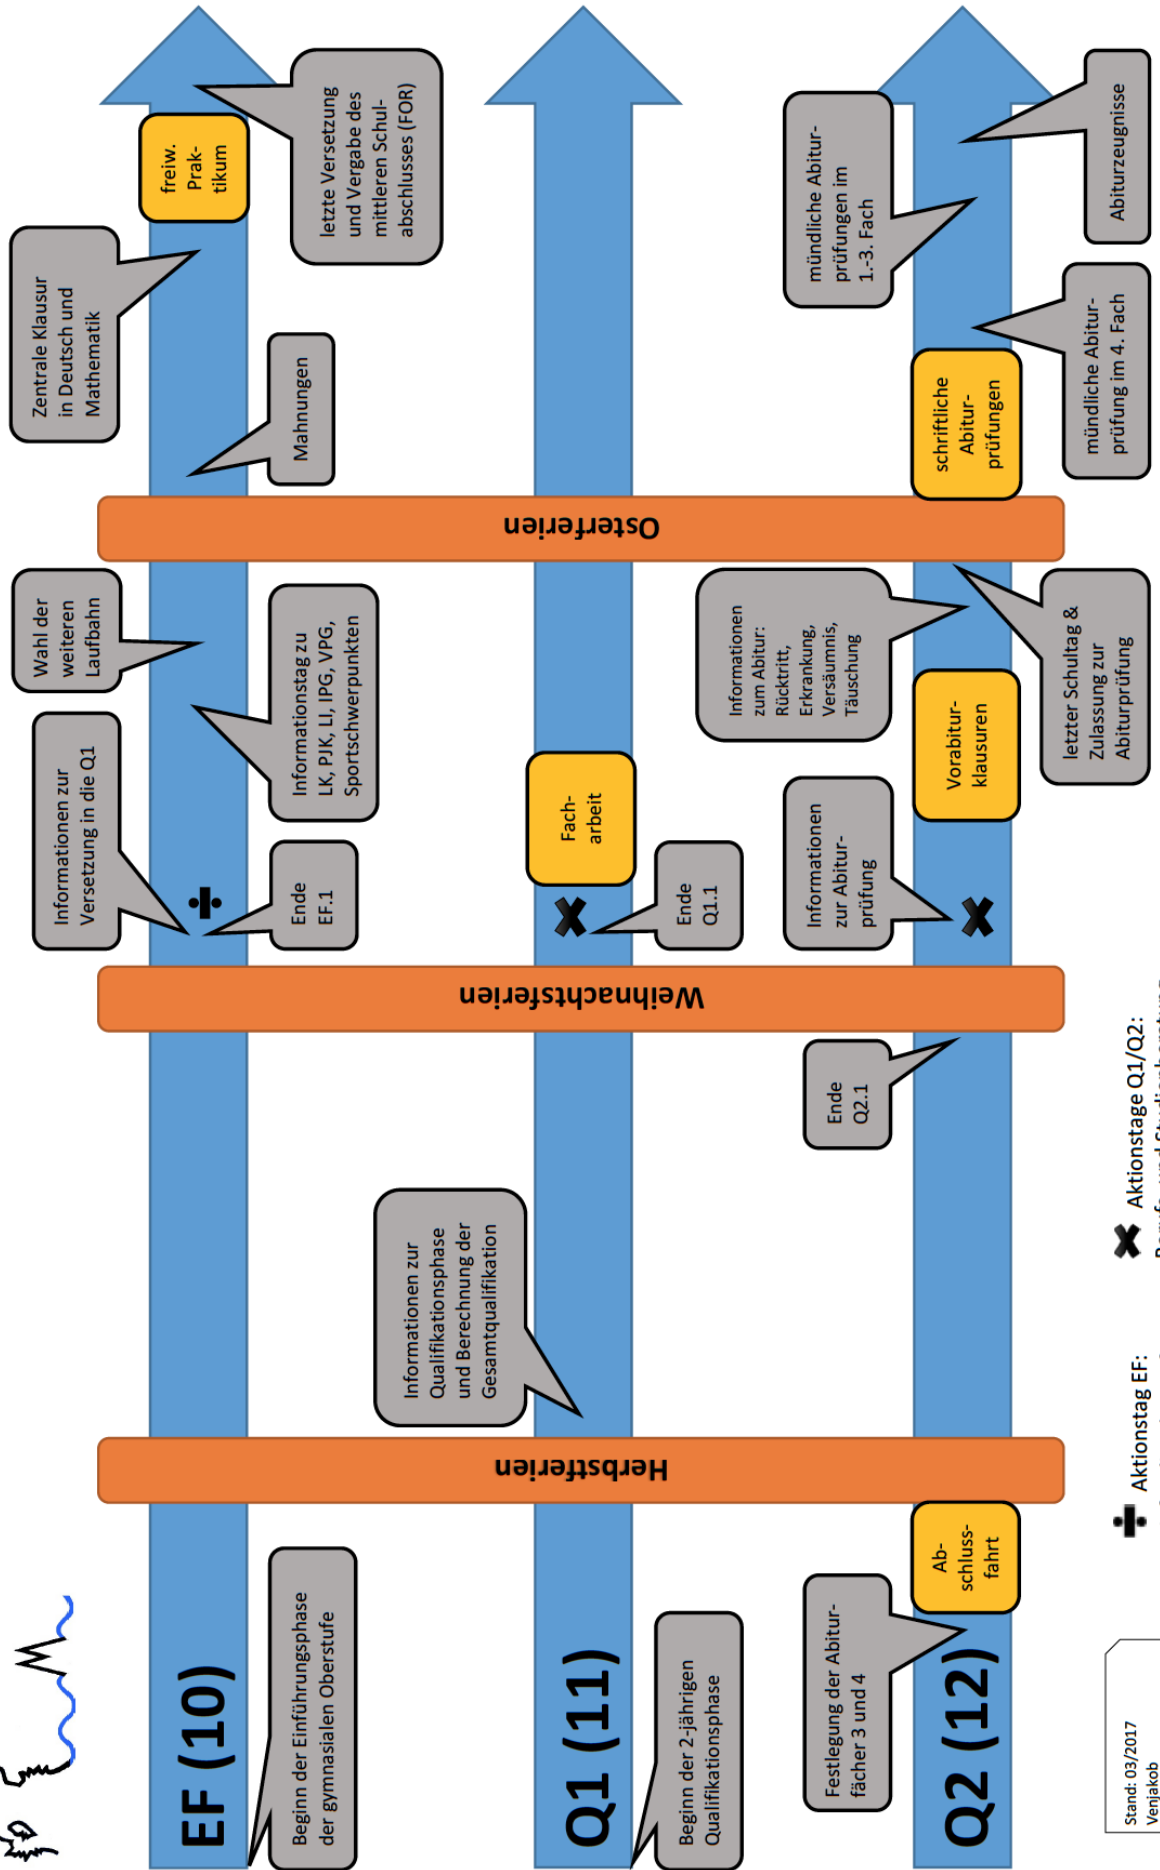 EF (10)
Beginn der Einführungsphase
der gymnasialen Oberstufe
Informationen zur
Versetzung in die Q1
Ende
EF.1
Wahl der
weiteren
Laufbahn
Informationstag zu
LK, PJK, LI, IPG, VPG,
Sportschwerpunkten
Zentrale Klausur
in Deutsch und
Mathematik
Mahnungen
freiw.
Prak-
tikum
letzte Versetzung
und Vergabe des
mittleren Schul-
abschlusses (FOR)
Herbstferien
Weihnachtsferien
Osterferien
Q1 (11)
Beginn der 2-jährigen
Qualifikationsphase
Informationen zur
Qualifikationsphase
und Berechnung der
Gesamtqualifikation
Ende
Q1.1
Fach-
arbeit
Q2 (12)
Festlegung der Abitur-
fächer 3 und 4
Ab-
schluss-
fahrt
Ende
Q2.1
Informationen
zur Abitur-
prüfung
Vorabitur-
klausuren
Informationen
zum Abitur:
Rücktritt,
Erkrankung,
Versäumnis,
Täuschung
letzter Schultag &
Zulassung zur
Abiturprüfung
schriftliche
Abitur-
prüfungen
mündliche Abitur-
prüfung im 4. Fach
mündliche Abitur-
prüfungen im
1.-3. Fach
Abiturzeugnisse
Stand: 03/2017
Venjakob
Aktionstag EF:
Aktionstage Q1/Q2:
Berufs- und Studienberatung